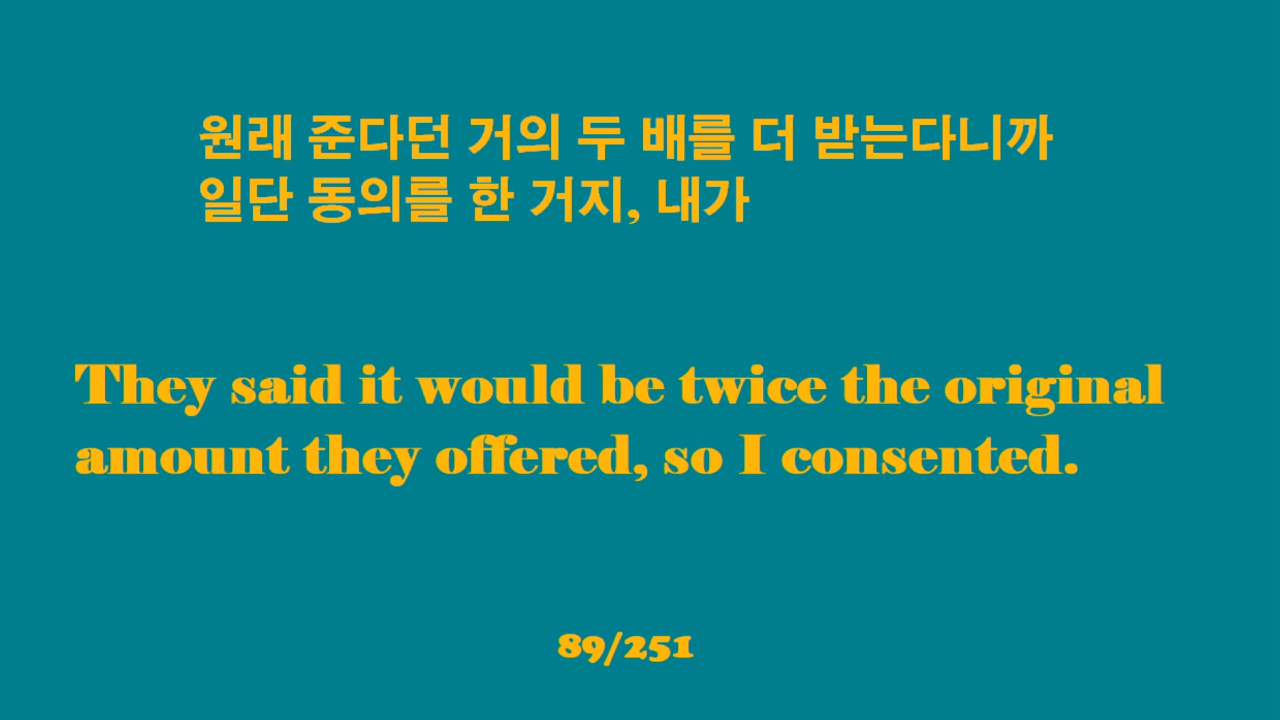 원래 준다던 거의 두 배를 더 받는다니까
일단 동의를 한 거지, 내가
They said it would be twice the original
amount they offered, so I consented.
89/251